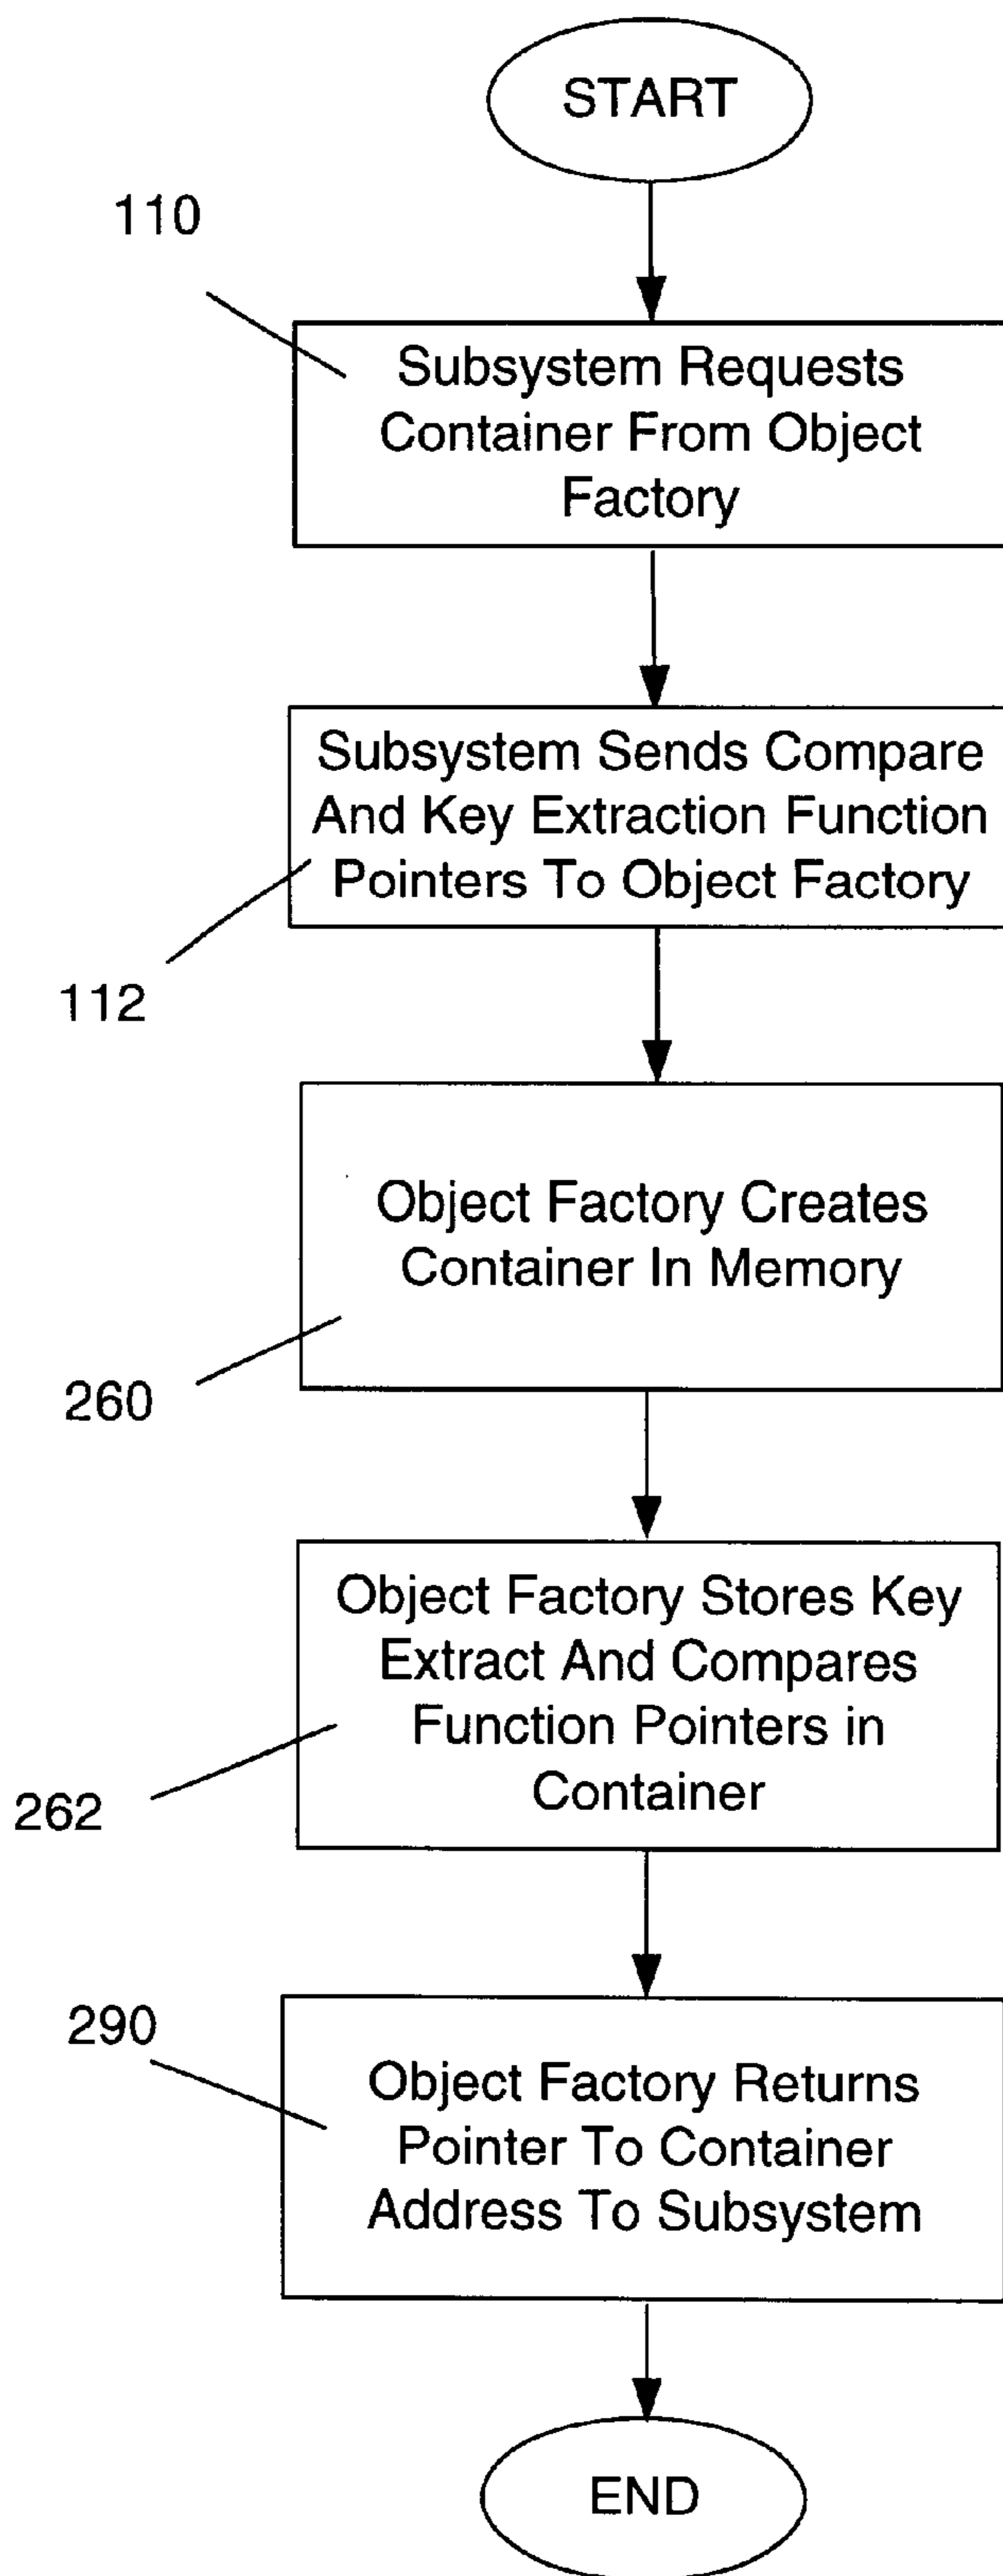 START
110
Subsystem Requests
Container From Object
Factory
Subsystem Sends Compare
And Key Extraction Function
Pointers To Object Factory
112
Object Factory Creates
Container In Memory
260
Object Factory Stores Key
Extract And Compares
Function Pointers in
Container
262
290
Object Factory Returns
Pointer To Container
Address To Subsystem
END